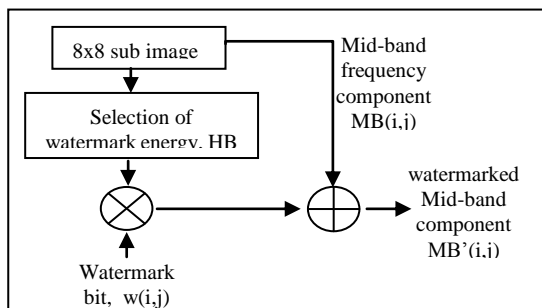 8x8 sub image
Selection of
watermark energy, HB
Mid-band
frequency
component
MB(i,j)
watermarked
Mid-band
component
MB’(i,j)
Watermark
bit,  w(i,j)